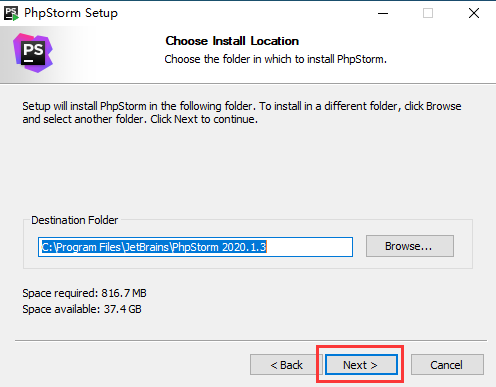 PS PhpStorm Setup
PS
Choose Install Location
Choose the folder in which to install PhpStorm.
Setup will install PhpStorm in the following folder. To install in a different folder, click Browse
and select another folder. Click Next to continue.
Destination Folder
C:\Program Files\JetBrains\PhpStorm 2020.1.3
Browse...
Space required: 816.7 MB
Space available: 37.4 GB
< Back Next > Cancel